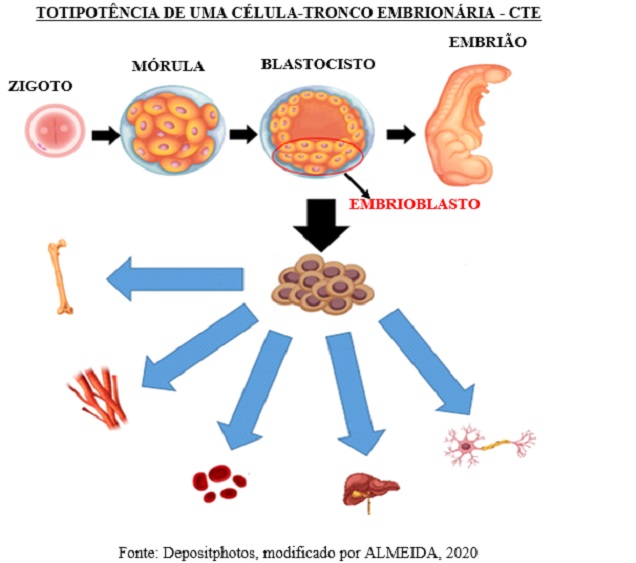 TOTIPOTÊNCIA DE UMA CÉLULA-TRONCO EMBRIONÁRIA - CTE
ZIGOTO
MÓRULA
BLASTOCISTO
EMBRIÃO
EMBRIOBLASTO
Fonte: Depositphotos, modificado por ALMEIDA, 2020